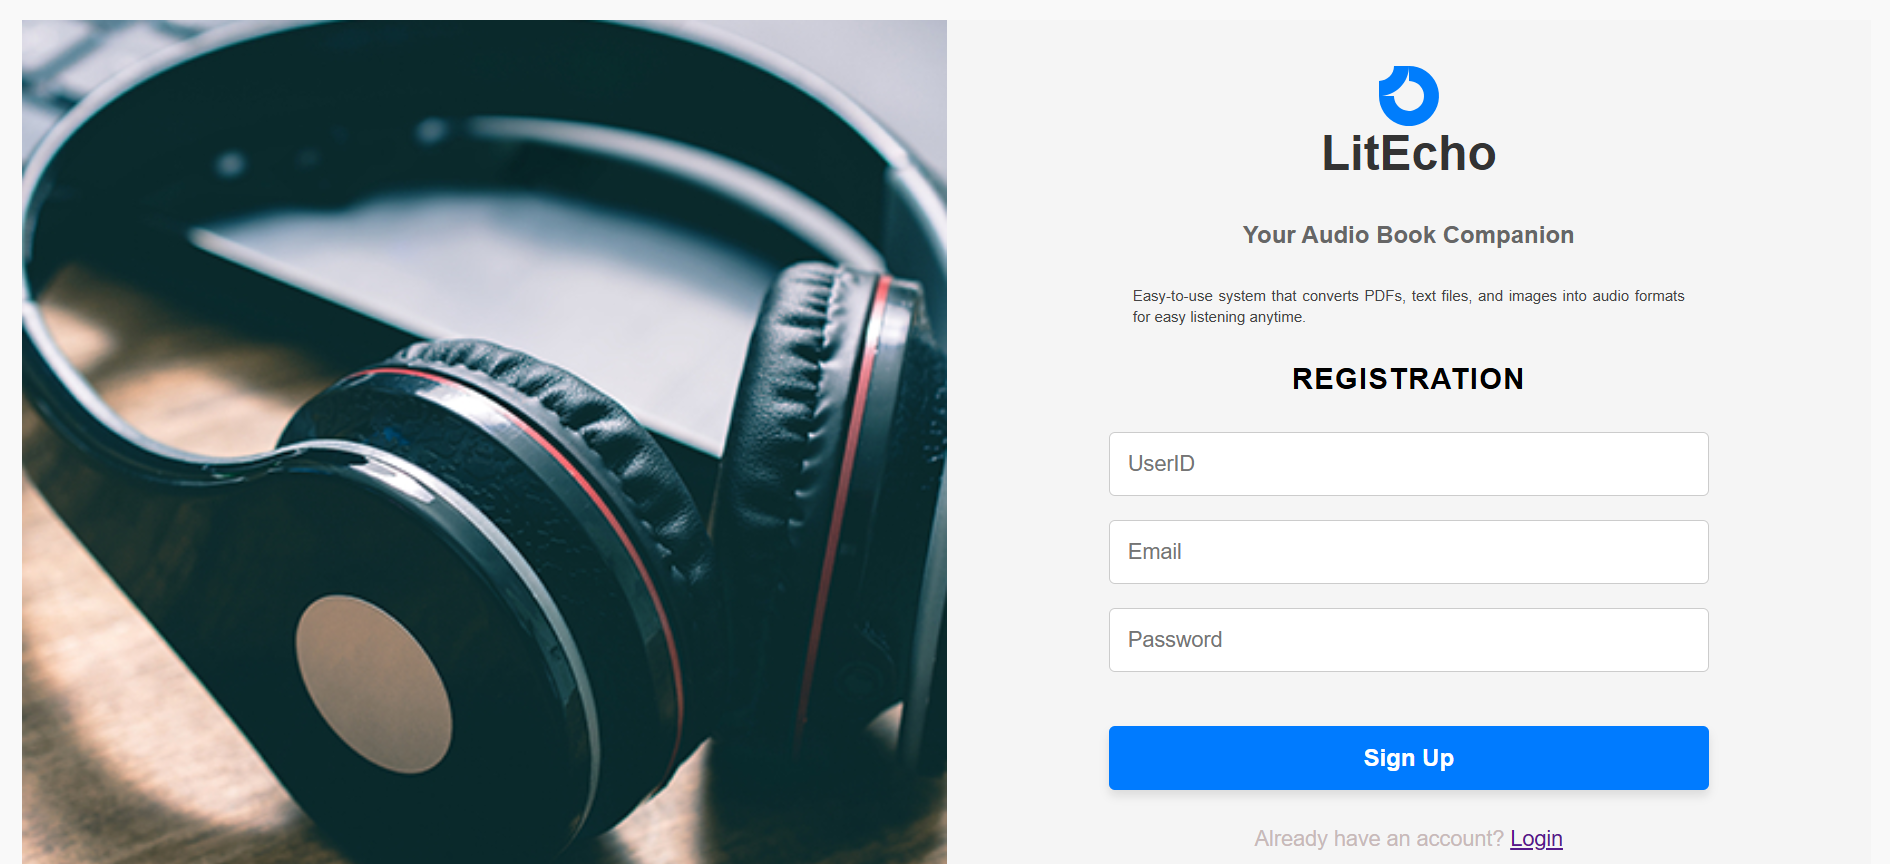 LitEcho
Your Audio Book Companion
Easy-to-use system that converts PDFs, text files, and images into audio formats
for easy listening anytime.
REGISTRATION
UserID
Email
Password
Sign Up
Already have an account? Login